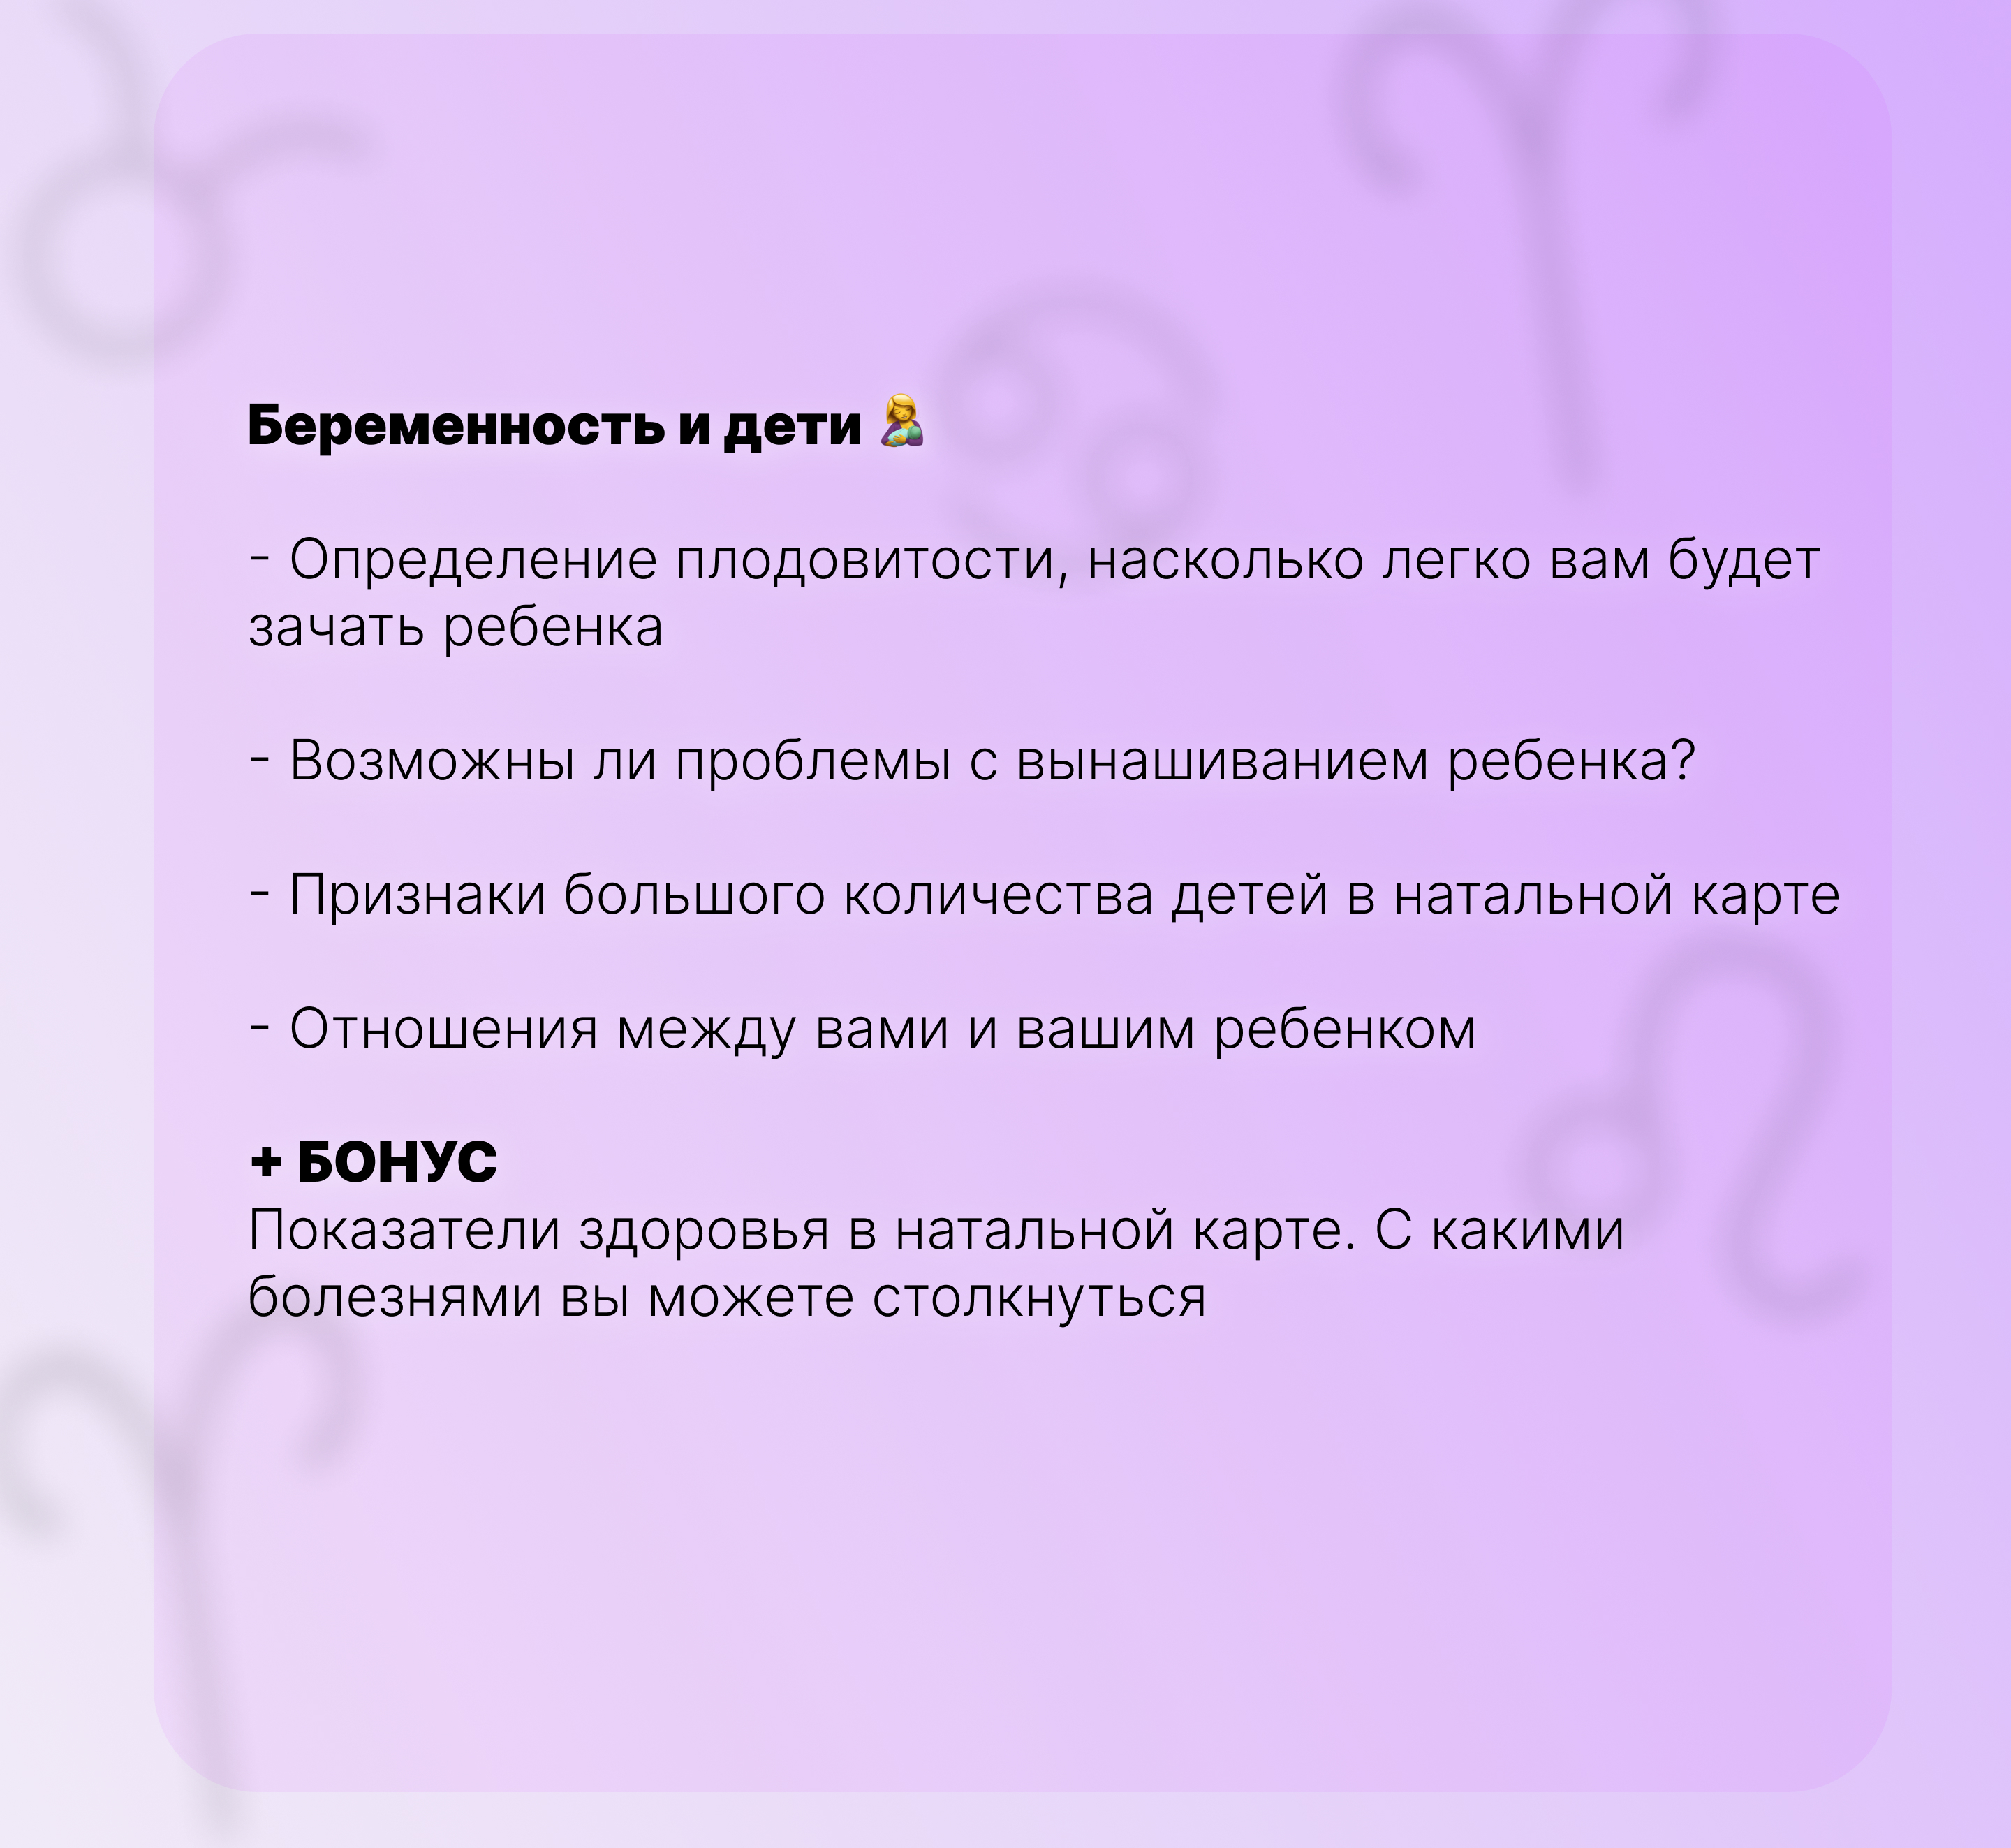 Беременность и дети 🤱
- Определение плодовитости, насколько легко вам будет
зачать ребенка
- Возможны ли проблемы с вынашиванием ребенка?
- Признаки большого количества детей в натальной карте
- Отношения между вами и вашим ребенком
+ БОНУС
Показатели здоровья в натальной карте. С какими
болезнями вы можете столкнуться